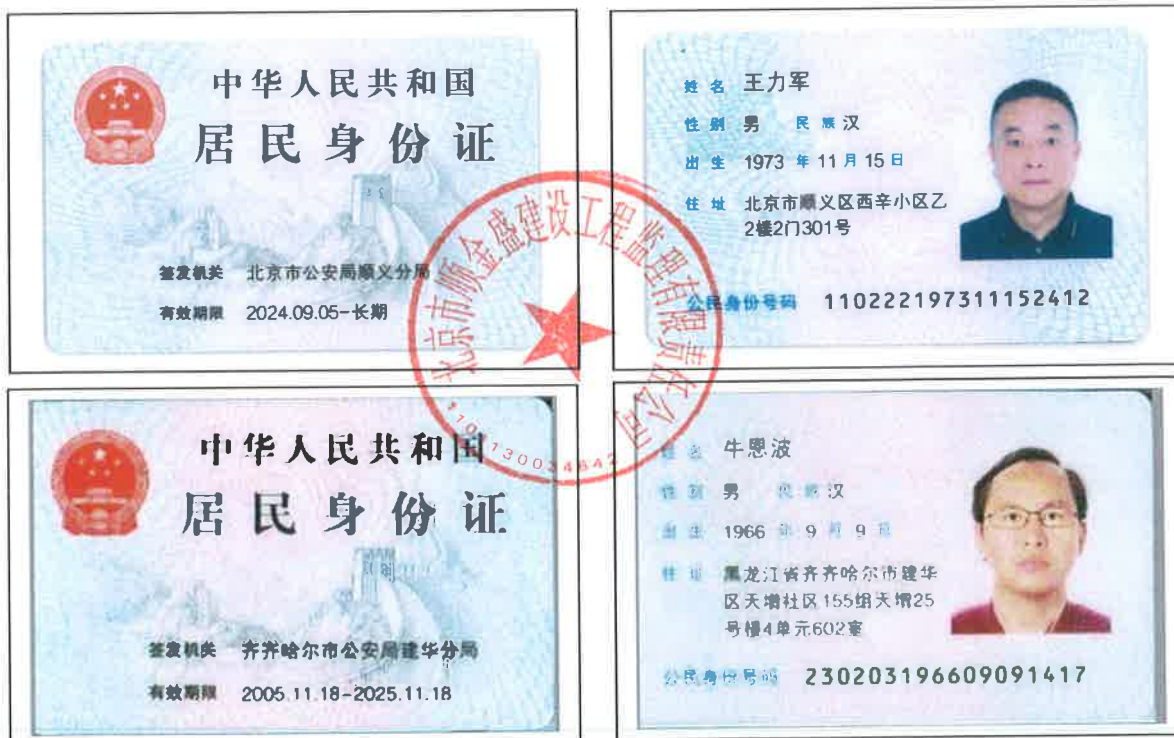 中华人民共和国
居民身份证
签发机关 北京市公安局顺义分局
有效期限 2024.09.05-长期
姓名 王力军
性别 男 民族 汉
出生 1973 年 11 月 15 日
住址 北京市顺义区西辛小区乙
2楼2门301号
公民身份号码 110222197311152412
北京市顺金盛建设工程监理有限责任公司
中华人民共和国
居民身份证
签发机关 齐齐哈尔市公安局建华分局
有效期限 2005.11.18-2025.11.18
姓名 牛恩波
性别 男 民族 汉
出生 1966 年 9 月 9 日
住址 黑龙江省齐齐哈尔市建华
区天增社区155组天增25
号楼4单元602室
公民身份号码 230203196609091417